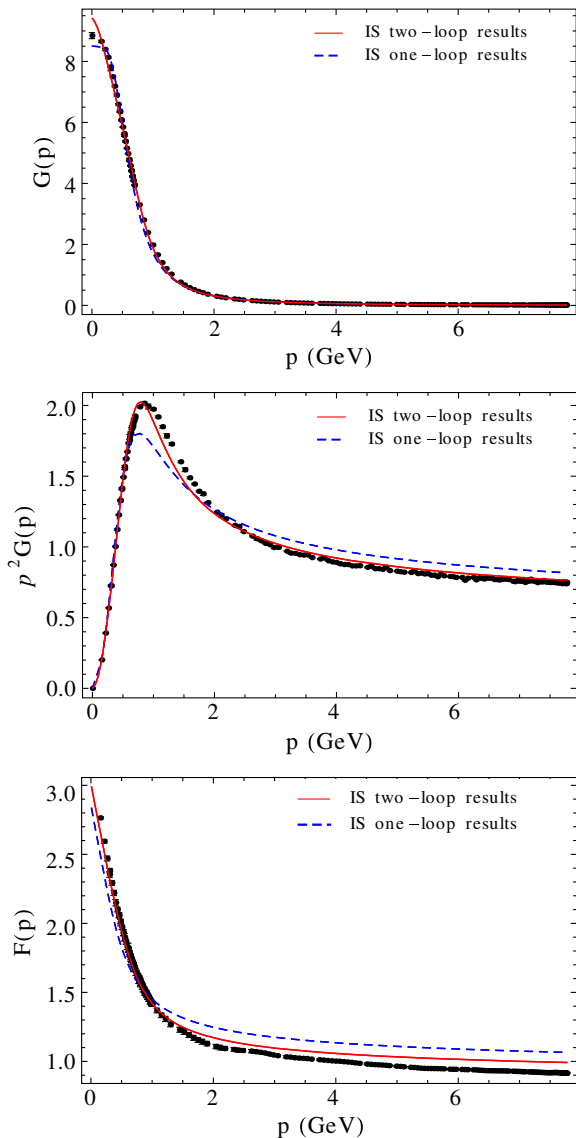 IS two-loop results
IS one-loop results
8
6
4
2
0
G(p)
0 2 4 6
p (GeV)
IS two-loop results
IS one-loop results
2.0
1.5
1.0
0.5
0.0
p²G(p)
0 2 4 6
p (GeV)
IS two-loop results
IS one-loop results
3.0
2.5
2.0
1.5
1.0
F(p)
0 2 4 6
p (GeV)